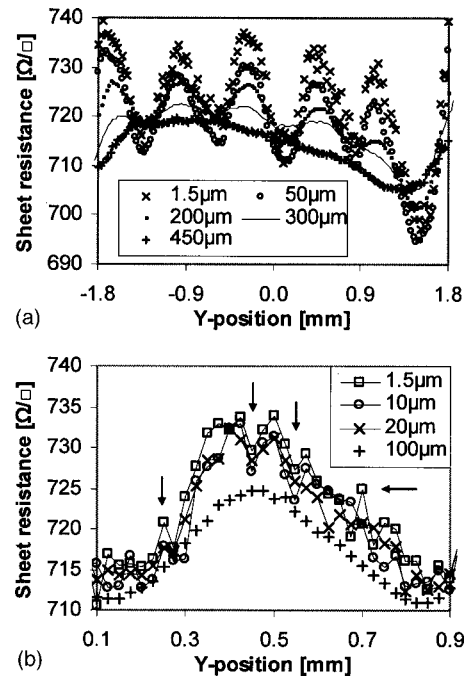 740
730
720
710
700
690
Sheet resistance [Ω/□]
× 1.5µm
○ 50µm
▪ 200µm
— 300µm
+ 450µm
-1.8
-0.9
0.0
0.9
1.8
Y-position [mm]
(a)
740
735
730
725
720
715
710
Sheet resistance [Ω/□]
1.5µm
10µm
20µm
100µm
0.1
0.3
0.5
0.7
0.9
Y-position [mm]
(b)